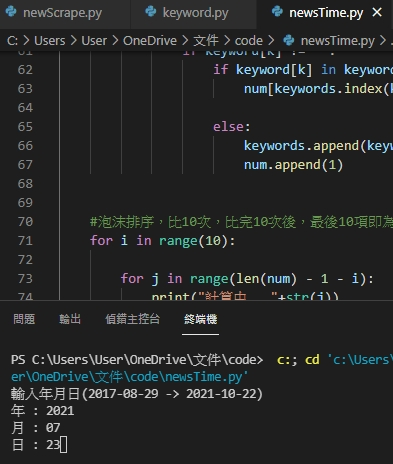 newScrape.py keyword.py newsTime.py
C: > Users > User > OneDrive > 文件 > code > newsTime.py > .
61 if keyword[k] !=
62 if keyword[k] in keywor
63 num[keywords.index(k
64
65 else:
66 keywords.append(keyw
67 num.append(1)
68
69
70 #泡沫排序，比10次，比完10次後，最後10項即為
71 for i in range(10):
72
73 for j in range(len(num) - 1 - i):
74 print("計算中... "+str(i))
問題 輸出 偵錯主控台 終端機
PS C:\Users\User\OneDrive\文件\code> c:; cd 'c:\Users\
er\OneDrive\文件\code\newsTime.py'
輸入年月日(2017-08-29 -> 2021-10-22)
年 : 2021
月 : 07
日 : 23